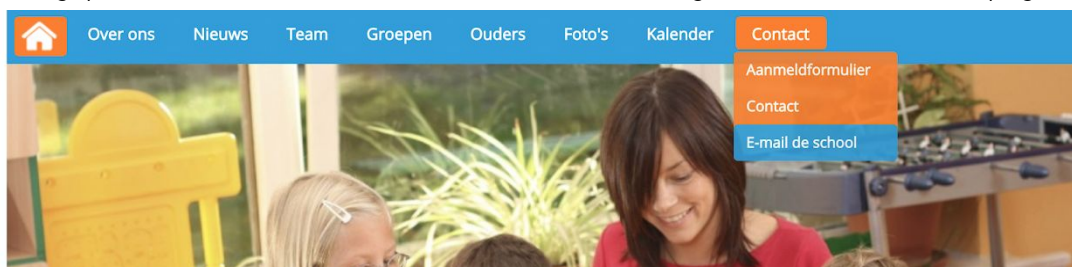 Over ons Nieuws Team Groepen Ouders Foto's Kalender Contact
Aanmeldformulier
Contact
E-mail de school